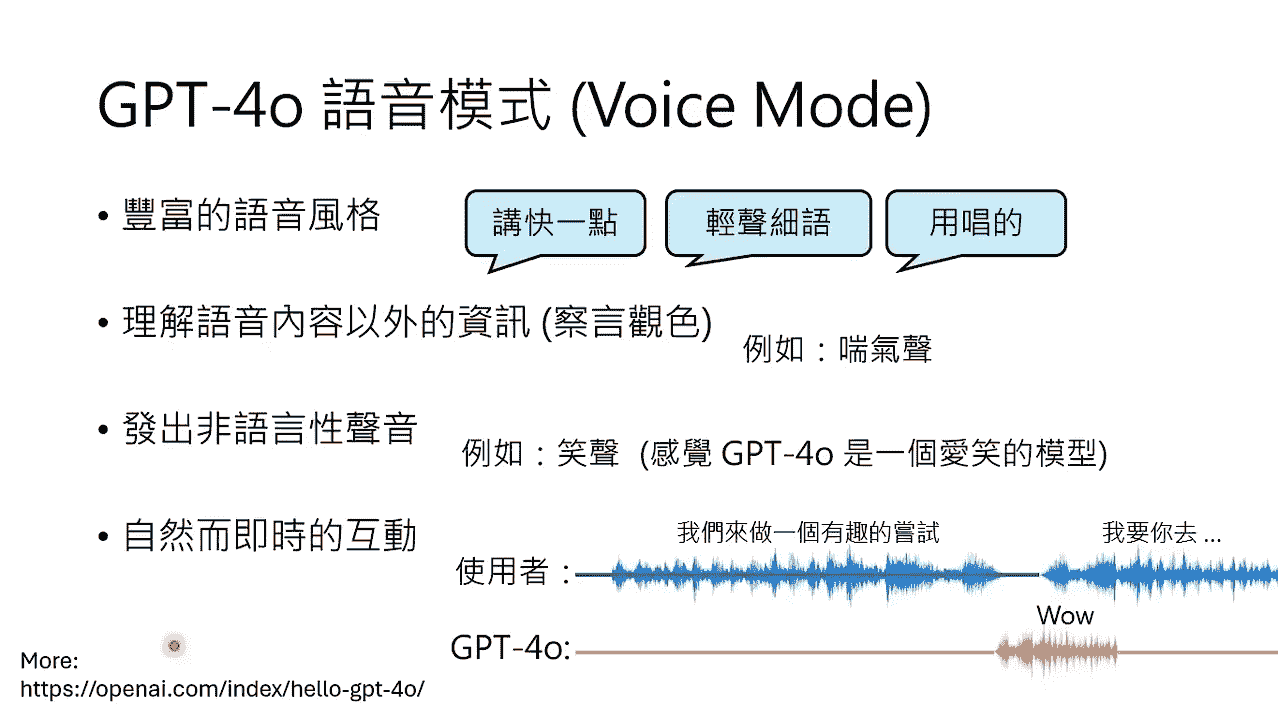 GPT-4o 語音模式 (Voice Mode)
• 豐富的語音風格
講快一點
輕聲細語
用唱的
• 理解語音內容以外的資訊 (察言觀色)
例如：喘氣聲
• 發出非語言性聲音
例如：笑聲 (感覺 GPT-4o 是一個愛笑的模型)
• 自然而即時的互動
我們來做一個有趣的嘗試
我要你去 ...
使用者：
Wow
GPT-4o:
More:
https://openai.com/index/hello-gpt-4o/